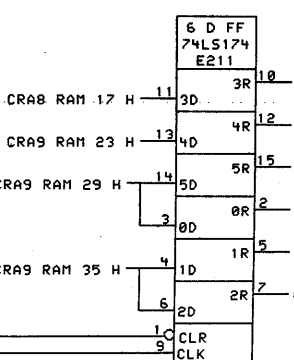 6 D FF
74LS174
E211
3R 10
CRA8 RAM 17 H 11 3D
4R 12
CRA9 RAM 23 H 13 4D
5R 15
CRA9 RAM 29 H 14 5D
0R 2
3 0D
1R 5
CRA9 RAM 35 H 4 1D
2R 7
6 2D
1 CLR
9 CLK